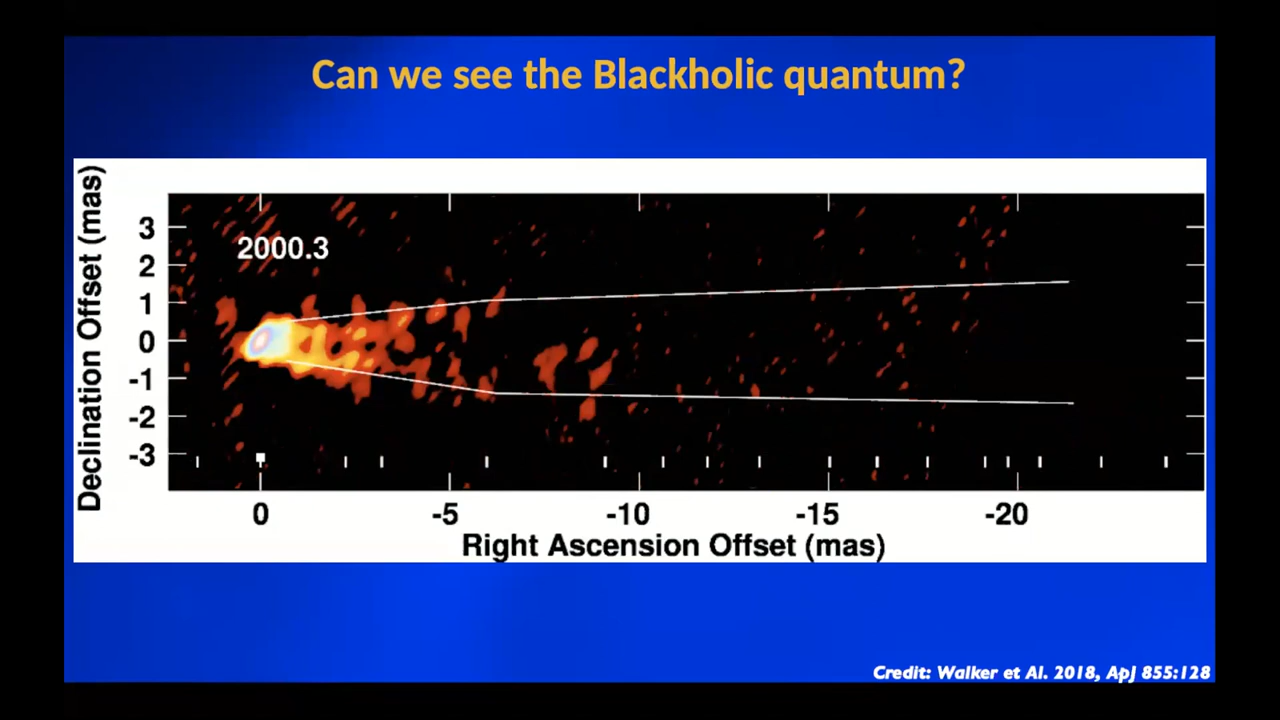 Can we see the Blackholic quantum?
Declination Offset (mas)
3
2
1
0
-1
-2
-3
2000.3
0 -5 -10 -15 -20
Right Ascension Offset (mas)
Credit: Walker et Al. 2018, ApJ 855:128